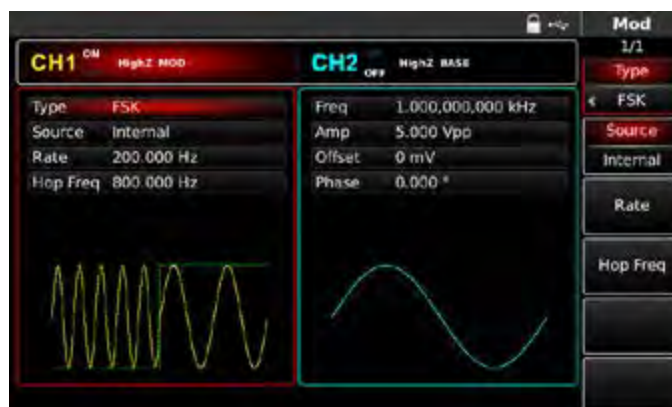 Mod
1/1
CH1 ON HighZ MOD
CH2 OFF HighZ BASE
Type
FSK
Source
Internal
Rate
Hop Freq
Type FSK
Source Internal
Rate 200.000 Hz
Hop Freq 800.000 Hz
Freq 1.000,000,000 kHz
Amp 5.000 Vpp
Offset 0 mV
Phase 0.000 °